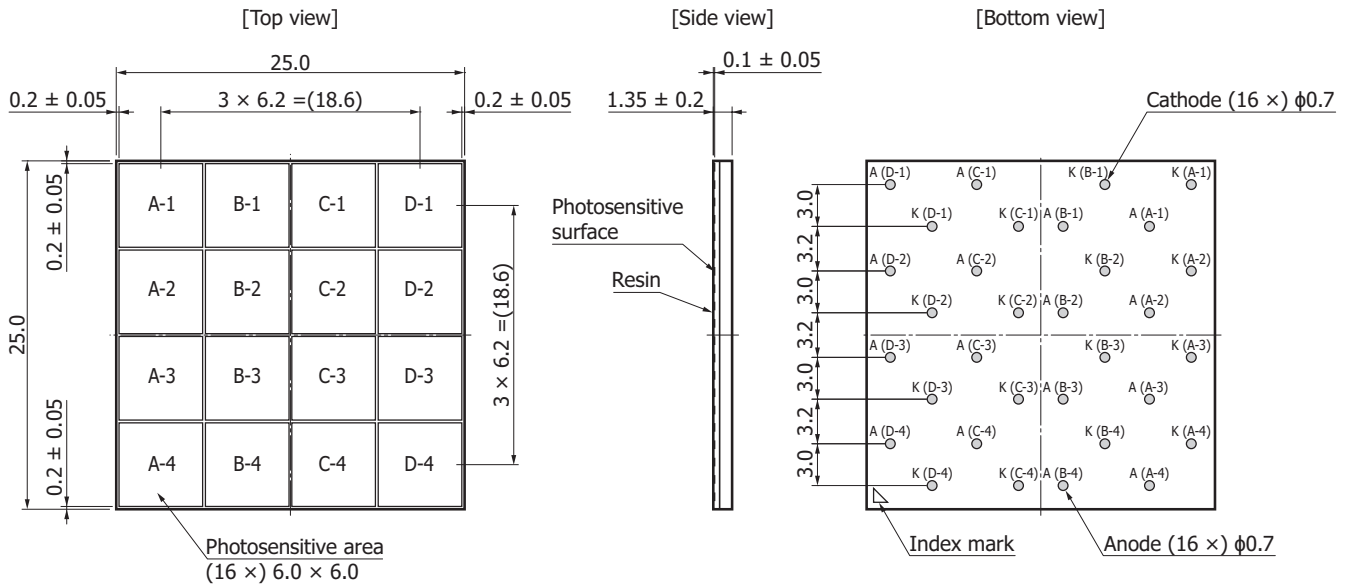 [Top view]
[Side view]
[Bottom view]
25.0
0.2 ± 0.05
3 × 6.2 =(18.6)
0.2 ± 0.05
0.2 ± 0.05
25.0
0.2 ± 0.05
A-1 B-1 C-1 D-1
A-2 B-2 C-2 D-2
A-3 B-3 C-3 D-3
A-4 B-4 C-4 D-4
3 × 6.2 =(18.6)
Photosensitive area
(16 ×) 6.0 × 6.0
0.1 ± 0.05
1.35 ± 0.2
Photosensitive
surface
Resin
Cathode (16 ×) ϕ0.7
A (D-1) A (C-1) K (B-1) K (A-1)
K (D-1) K (C-1) A (B-1) A (A-1)
A (D-2) A (C-2) K (B-2) K (A-2)
K (D-2) K (C-2) A (B-2) A (A-2)
A (D-3) A (C-3) K (B-3) K (A-3)
K (D-3) K (C-3) A (B-3) A (A-3)
A (D-4) A (C-4) K (B-4) K (A-4)
K (D-4) K (C-4) A (B-4) A (A-4)
3.0
3.2
3.0
3.2
3.0
3.2
3.0
Index mark
Anode (16 ×) ϕ0.7